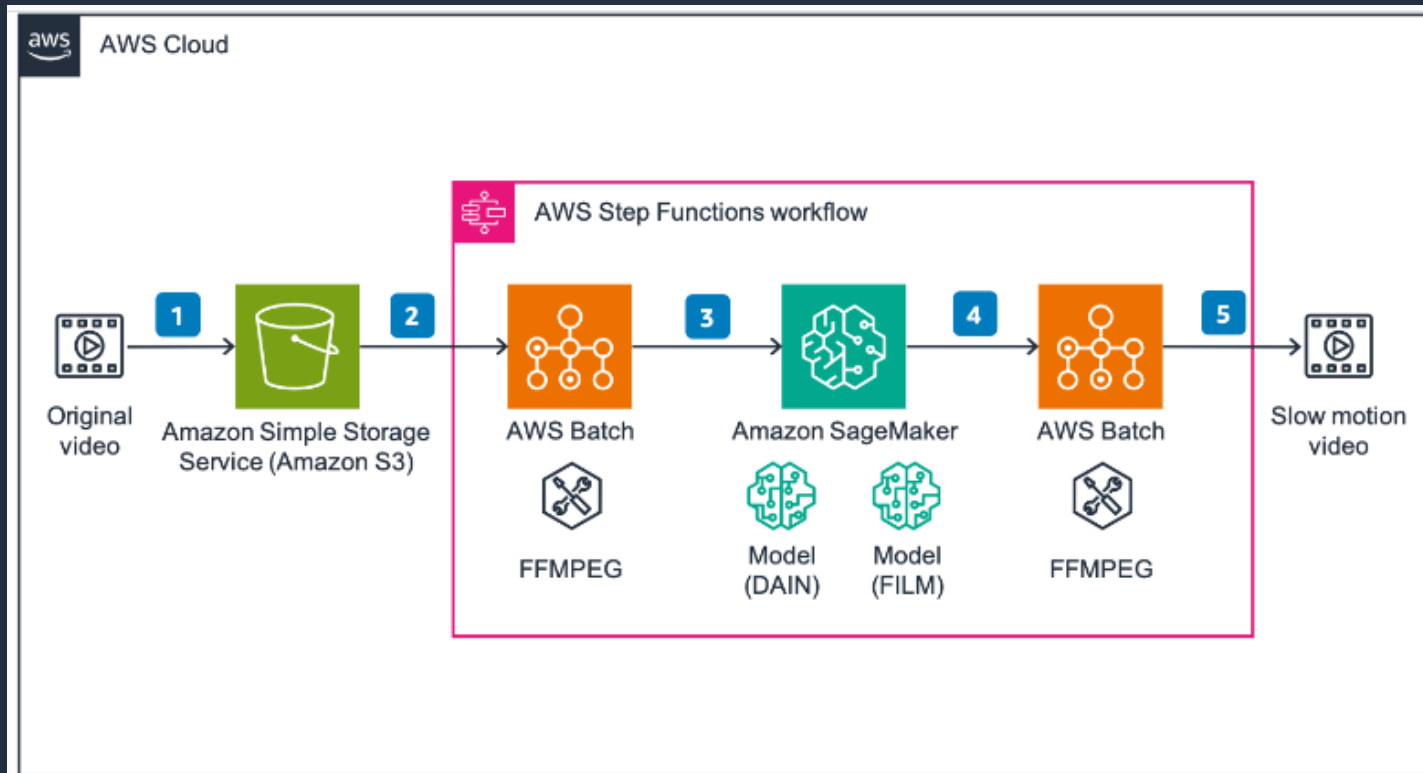 aws
AWS Cloud
AWS Step Functions workflow
1
2
3
4
5
Original
video
Amazon Simple Storage
Service (Amazon S3)
AWS Batch
Amazon SageMaker
AWS Batch
Slow motion
video
FFMPEG
Model
(DAIN)
Model
(FILM)
FFMPEG